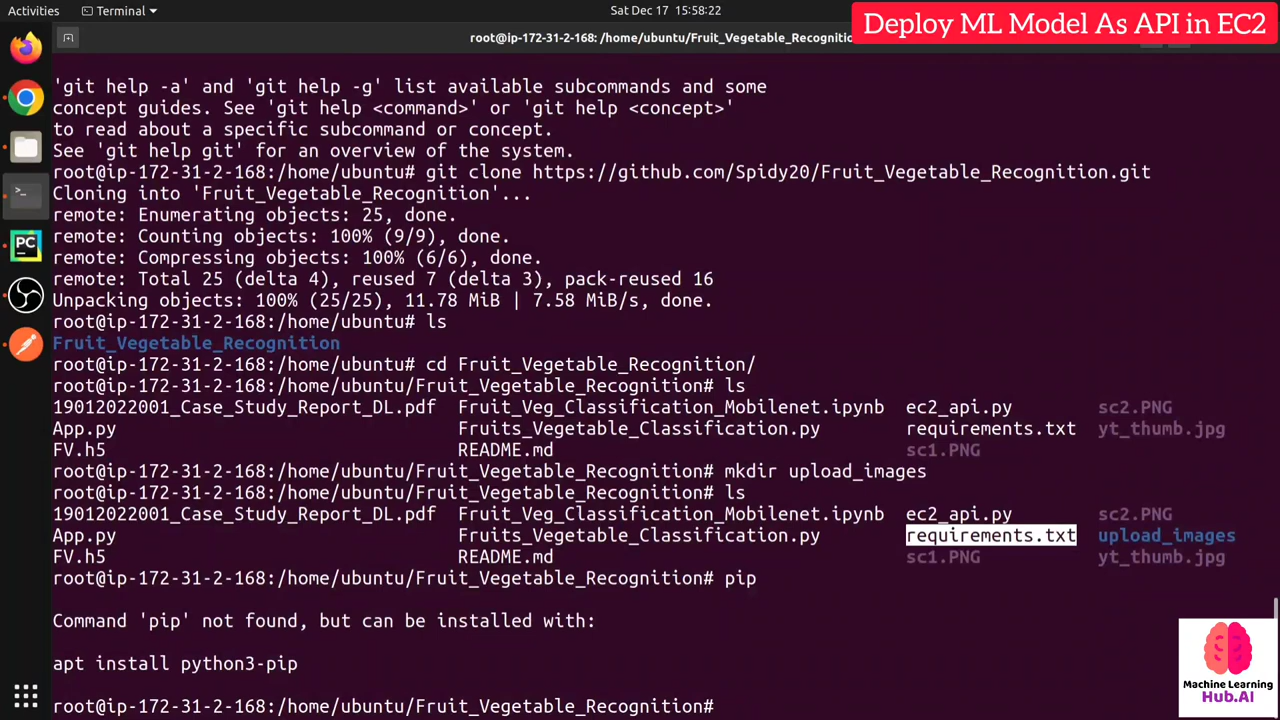 Activities
Terminal
Sat Dec 17 15:58:22
Deploy ML Model As API in EC2
root@ip-172-31-2-168: /home/ubuntu/Fruit_Vegetable_Recognitio
'git help -a' and 'git help -g' list available subcommands and some
concept guides. See 'git help <command>' or 'git help <concept>'
to read about a specific subcommand or concept.
See 'git help git' for an overview of the system.
root@ip-172-31-2-168:/home/ubuntu# git clone https://github.com/Spidy20/Fruit_Vegetable_Recognition.git
Cloning into 'Fruit_Vegetable_Recognition'...
remote: Enumerating objects: 25, done.
remote: Counting objects: 100% (9/9), done.
remote: Compressing objects: 100% (6/6), done.
remote: Total 25 (delta 4), reused 7 (delta 3), pack-reused 16
Unpacking objects: 100% (25/25), 11.78 MiB | 7.58 MiB/s, done.
root@ip-172-31-2-168:/home/ubuntu# ls
Fruit_Vegetable_Recognition
root@ip-172-31-2-168:/home/ubuntu# cd Fruit_Vegetable_Recognition/
root@ip-172-31-2-168:/home/ubuntu/Fruit_Vegetable_Recognition# ls
19012022001_Case_Study_Report_DL.pdf Fruit_Veg_Classification_Mobilenet.ipynb ec2_api.py sc2.PNG
App.py Fruits_Vegetable_Classification.py requirements.txt yt_thumb.jpg
FV.h5 README.md sc1.PNG
root@ip-172-31-2-168:/home/ubuntu/Fruit_Vegetable_Recognition# mkdir upload_images
root@ip-172-31-2-168:/home/ubuntu/Fruit_Vegetable_Recognition# ls
19012022001_Case_Study_Report_DL.pdf Fruit_Veg_Classification_Mobilenet.ipynb ec2_api.py sc2.PNG
App.py Fruits_Vegetable_Classification.py requirements.txt upload_images
FV.h5 README.md sc1.PNG yt_thumb.jpg
root@ip-172-31-2-168:/home/ubuntu/Fruit_Vegetable_Recognition# pip
Command 'pip' not found, but can be installed with:
apt install python3-pip
root@ip-172-31-2-168:/home/ubuntu/Fruit_Vegetable_Recognition#
PC
Machine Learning
Hub.AI